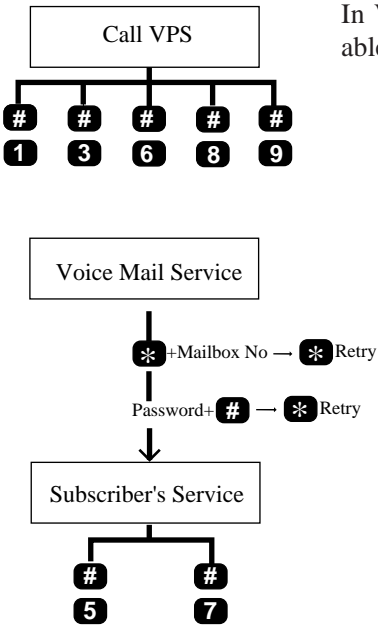 In V
able
Call VPS
# # # # #
1 3 6 8 9
Voice Mail Service
* +Mailbox No → * Retry
Password+ # → * Retry
Subscriber's Service
# #
5 7